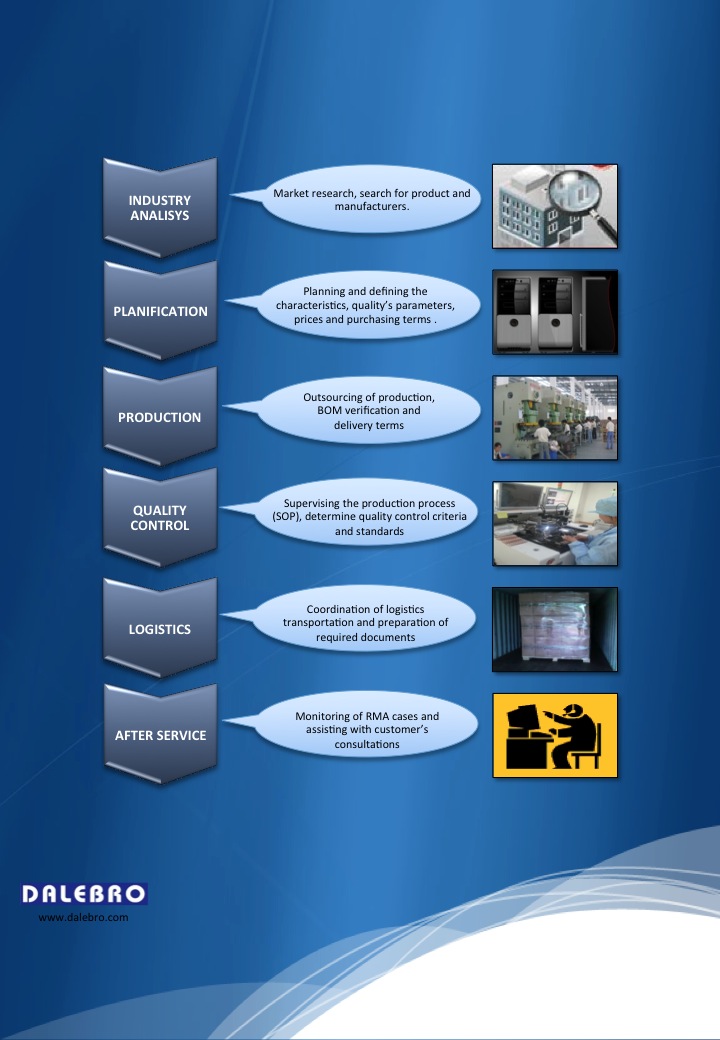 INDUSTRY
ANALISYS
Market research, search for product and
manufacturers.
PLANIFICATION
Planning and defining the
characteristics, quality's parameters,
prices and purchasing terms .
PRODUCTION
Outsourcing of production,
BOM verification and
delivery terms
QUALITY
CONTROL
Supervising the production process
(SOP), determine quality control criteria
and standards
LOGISTICS
Coordination of logistics
transportation and preparation of
required documents
AFTER SERVICE
Monitoring of RMA cases and
assisting with customer's
consultations
DALEBRO
www.dalebro.com